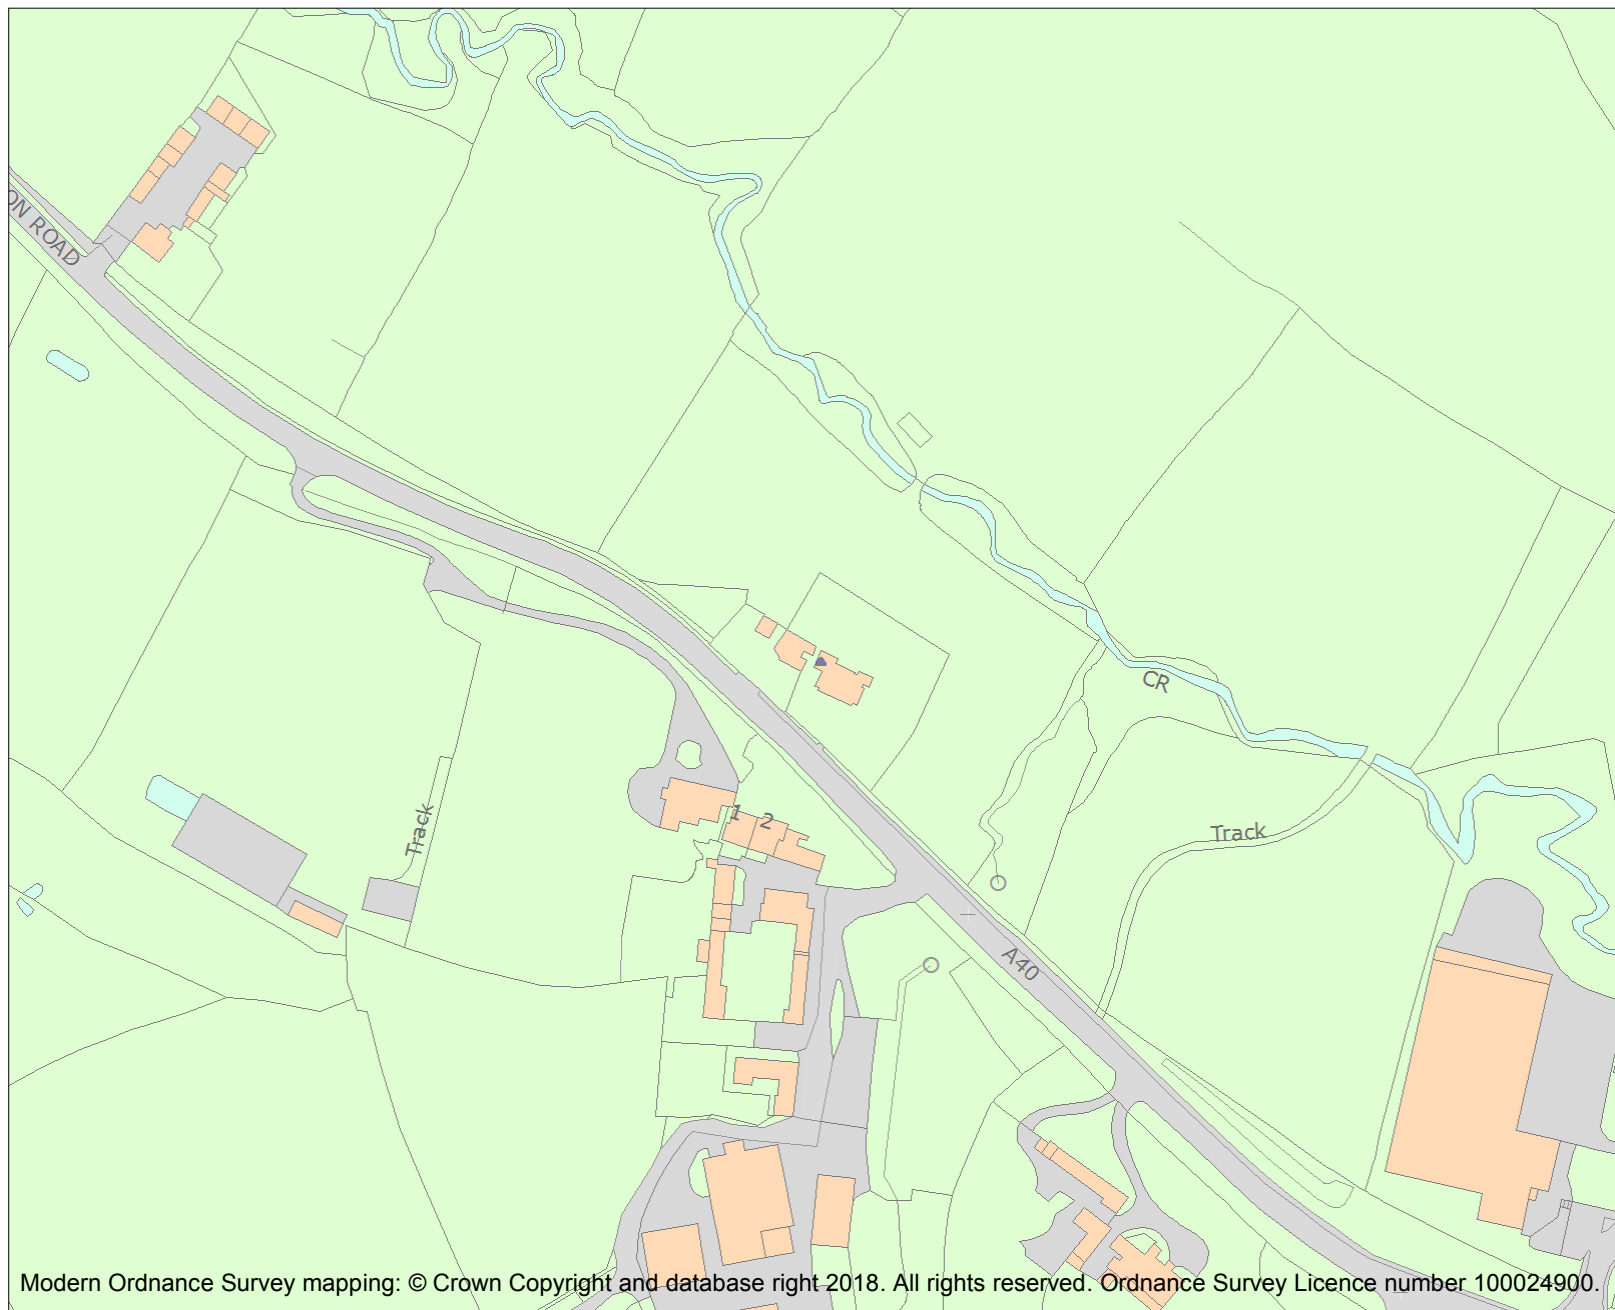 ON ROAD
CR
Track
1 2
Track
A40
Modern Ordnance Survey mapping: © Crown Copyright and database right 2018. All rights reserved. Ordnance Survey Licence number 100024900.